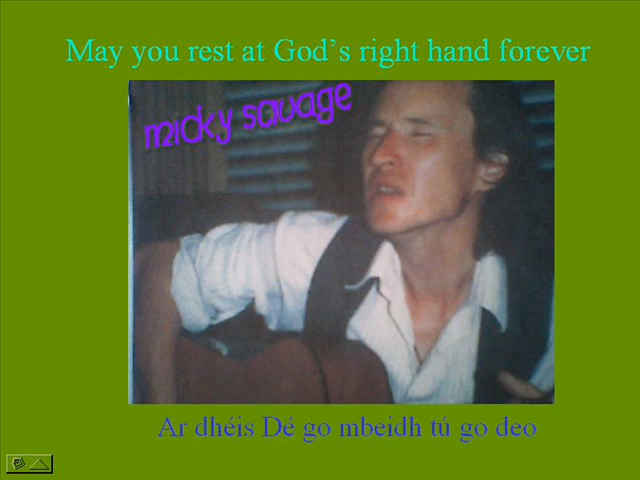 May you rest at God's right hand forever
micky savage
Ar dhéis Dé go mbeidh tú go deo